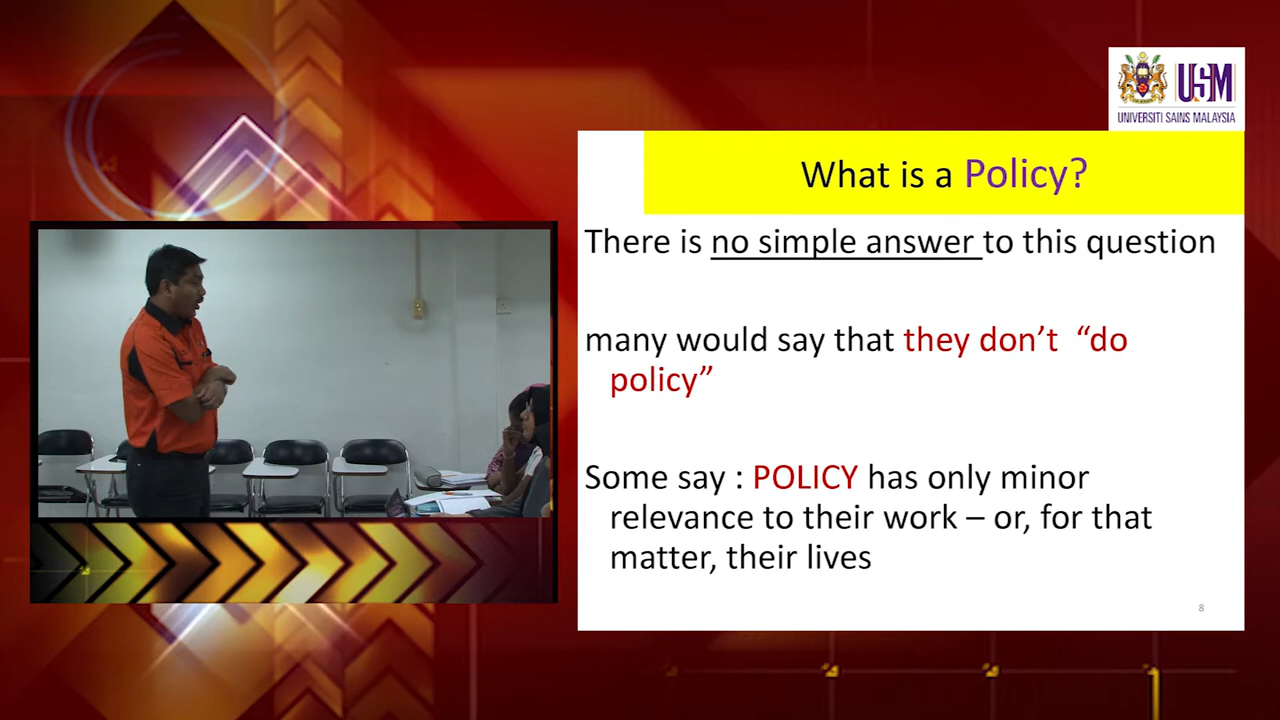 USM
UNIVERSITI SAINS MALAYSIA
What is a Policy?
There is no simple answer to this question
many would say that they don’t “do
policy”
Some say : POLICY has only minor
relevance to their work – or, for that
matter, their lives
8